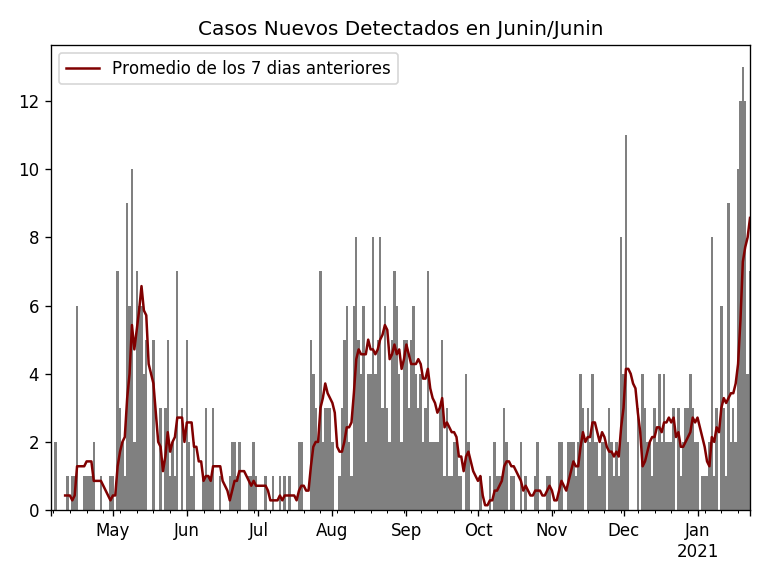 Casos Nuevos Detectados en Junin/Junin
Promedio de los 7 dias anteriores
12
10
8
6
4
2
0
May Jun Jul Aug Sep Oct Nov Dec Jan
2021